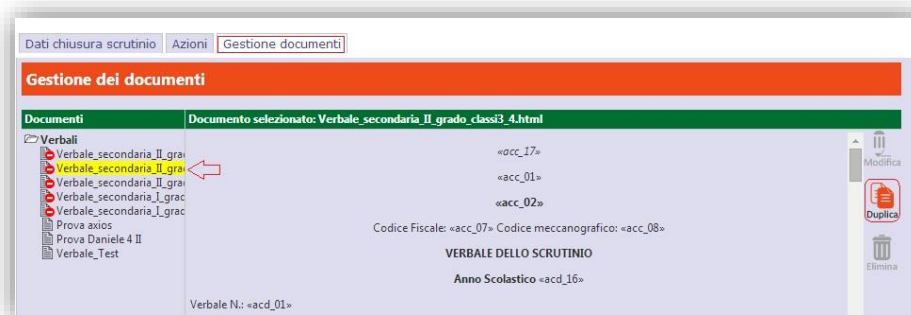 Dati chiusura scrutinio Azioni Gestione documenti
Gestione dei documenti
Documenti Documento selezionato: Verbale_secondaria_II_grado_classi3_4.html
Verbali
Verbale_secondaria_II_grad
Verbale_secondaria_II_gra
Verbale_secondaria_II_grad
Verbale_secondaria_I_grad
Verbale_secondaria_I_grad
Prova axios
Prova Daniele 4 II
Verbale_Test
«acc_17»
«acc_01»
«acc_02»
Codice Fiscale: «acc_07» Codice meccanografico: «acc_08»
VERBALE DELLO SCRUTINIO
Anno Scolastico «acd_16»
Verbale N.: «acd_01»
Modifica
Duplica
Elimina